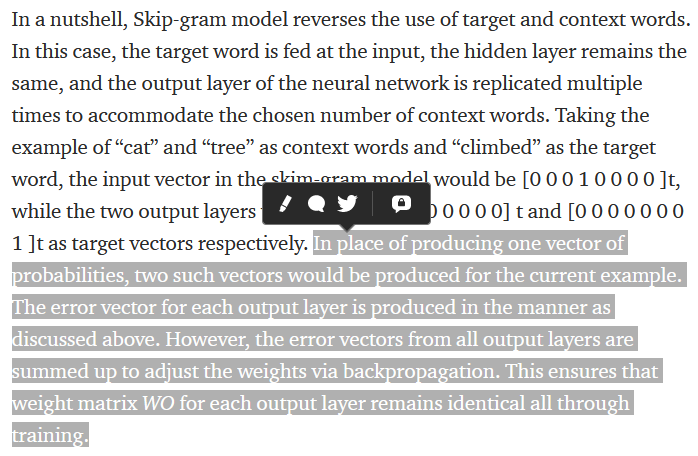 In a nutshell, Skip-gram model reverses the use of target and context words.
In this case, the target word is fed at the input, the hidden layer remains the
same, and the output layer of the neural network is replicated multiple
times to accommodate the chosen number of context words. Taking the
example of “cat” and “tree” as context words and “climbed” as the target
word, the input vector in the skim-gram model would be [0 0 0 1 0 0 0 0 ]t,
while the two output layers 0 0 0 0 0] t and [0 0 0 0 0 0 0
1 ]t as target vectors respectively. In place of producing one vector of
probabilities, two such vectors would be produced for the current example.
The error vector for each output layer is produced in the manner as
discussed above. However, the error vectors from all output layers are
summed up to adjust the weights via backpropagation. This ensures that
weight matrix WO for each output layer remains identical all through
training.